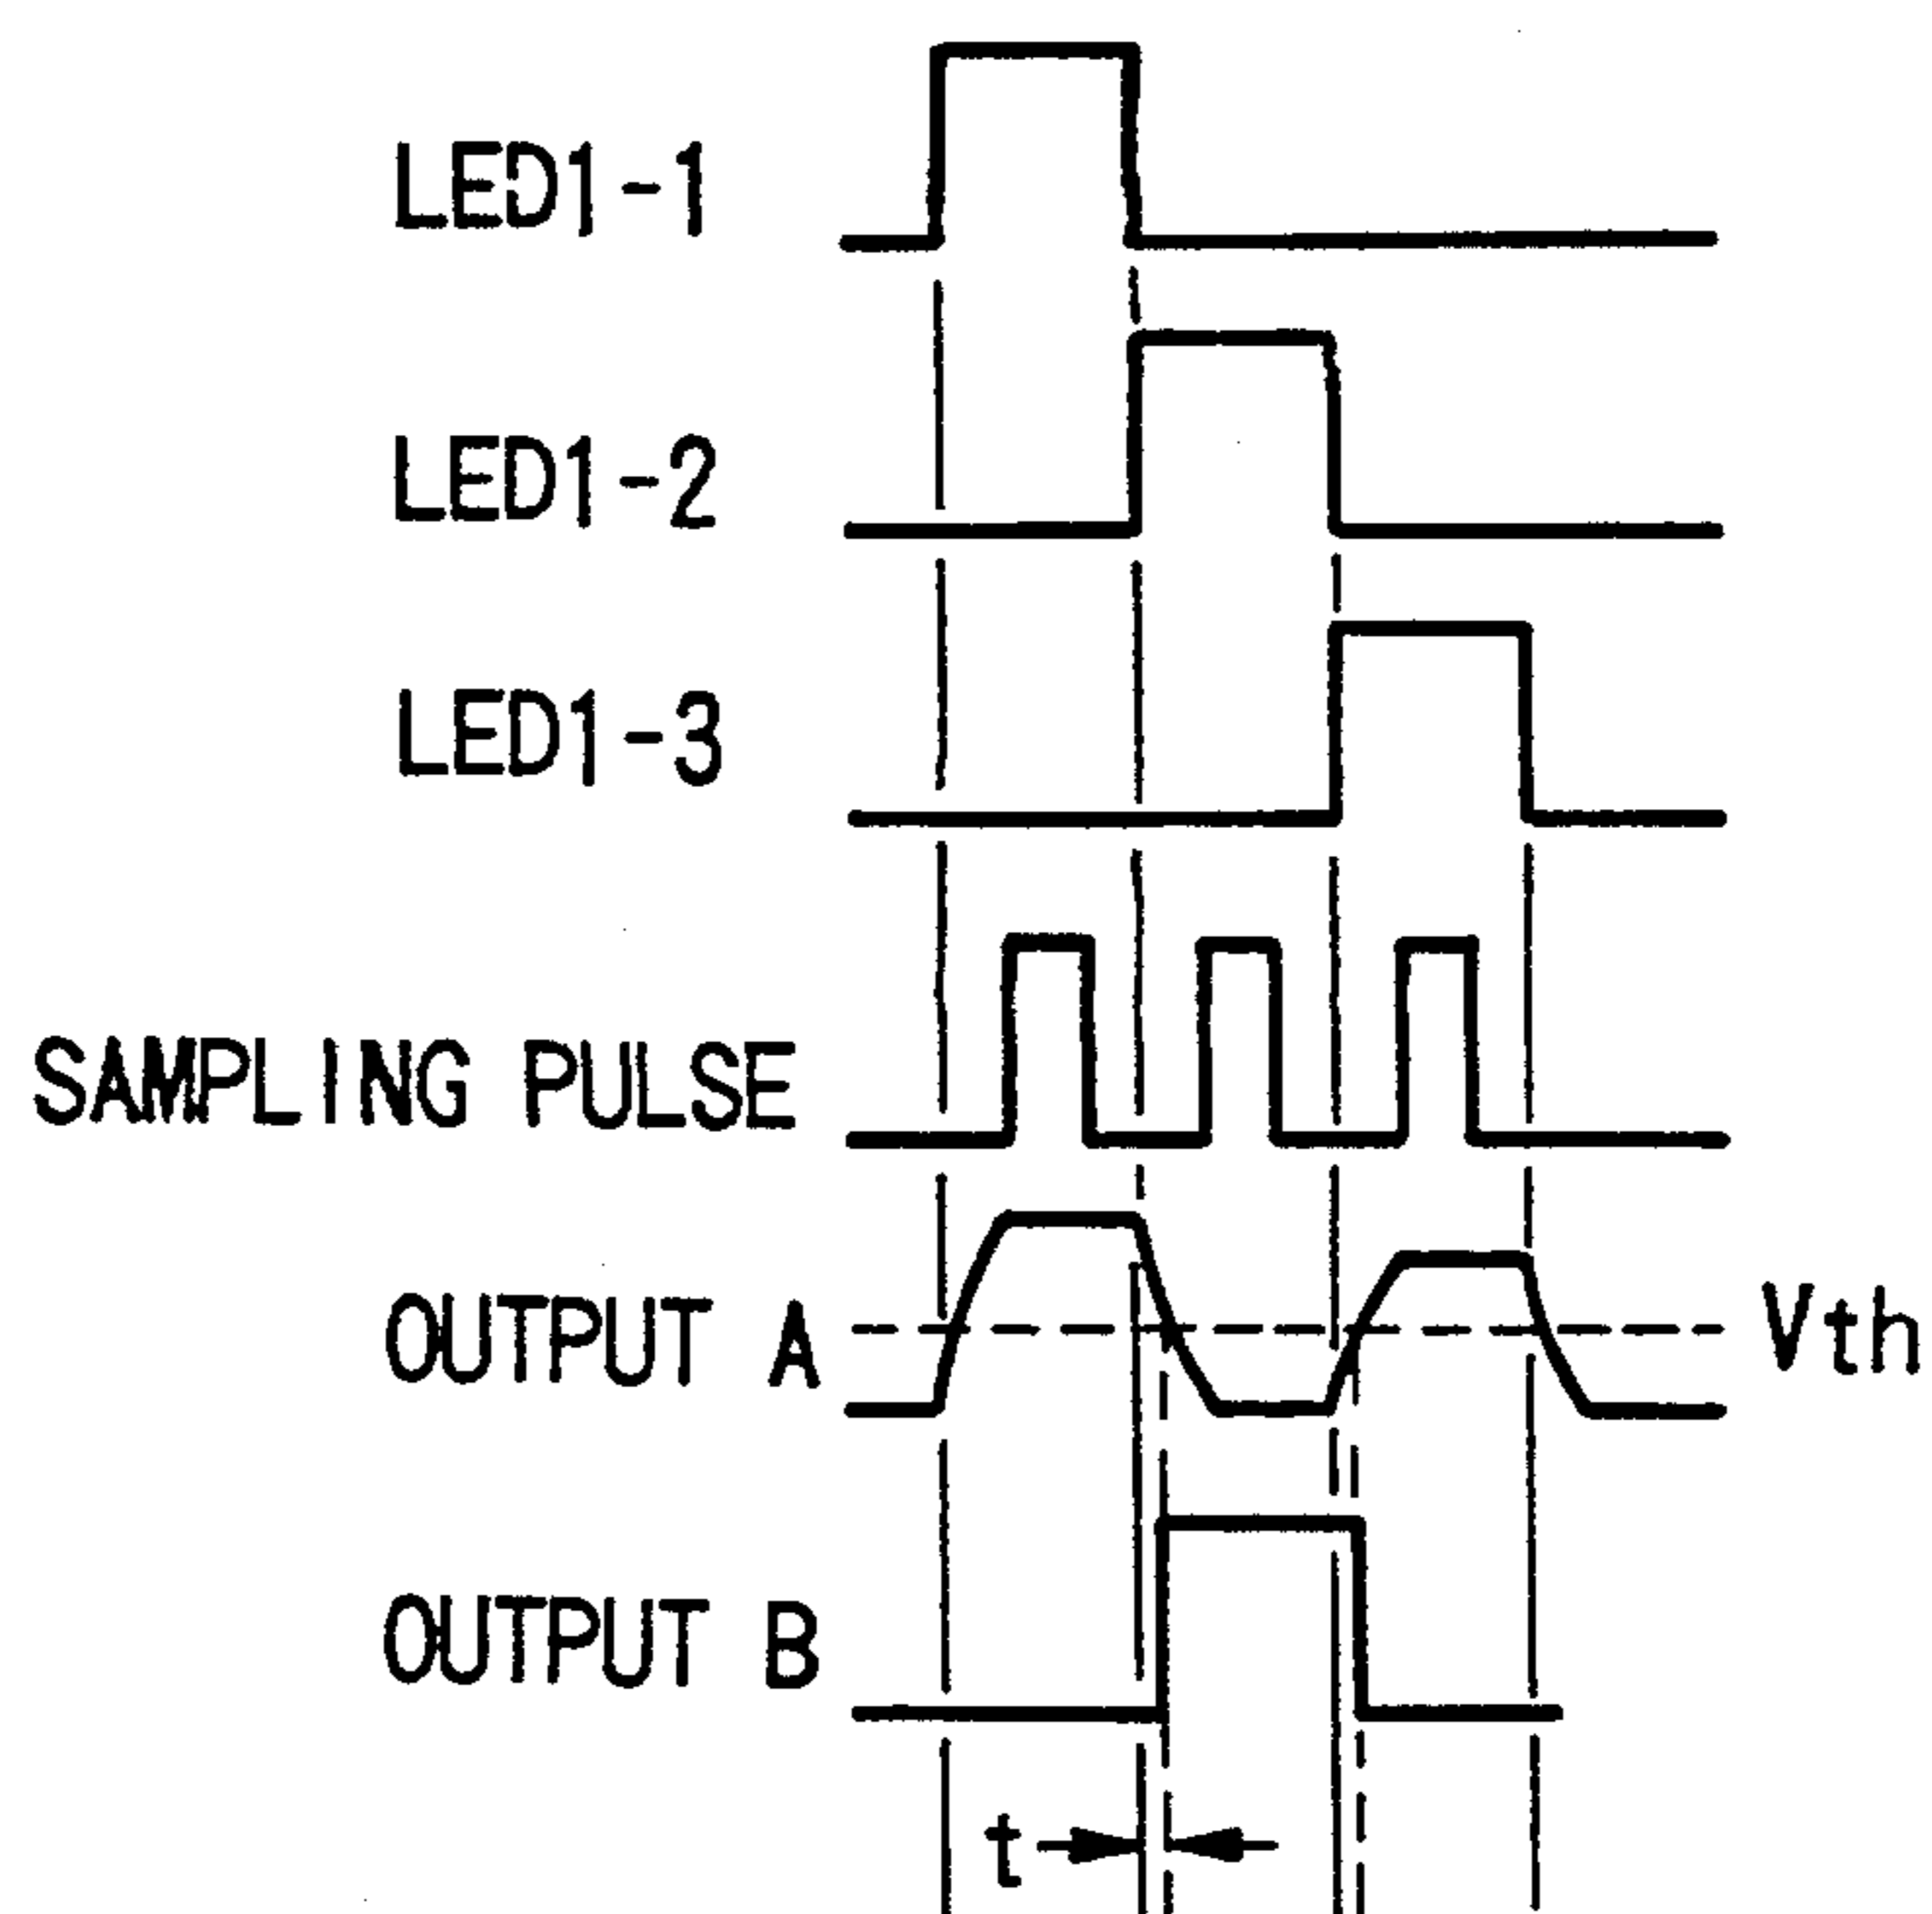 LED1-1
LED1-2
LED1-3
SAMPLING PULSE
OUTPUT A
Vth
OUTPUT B
t